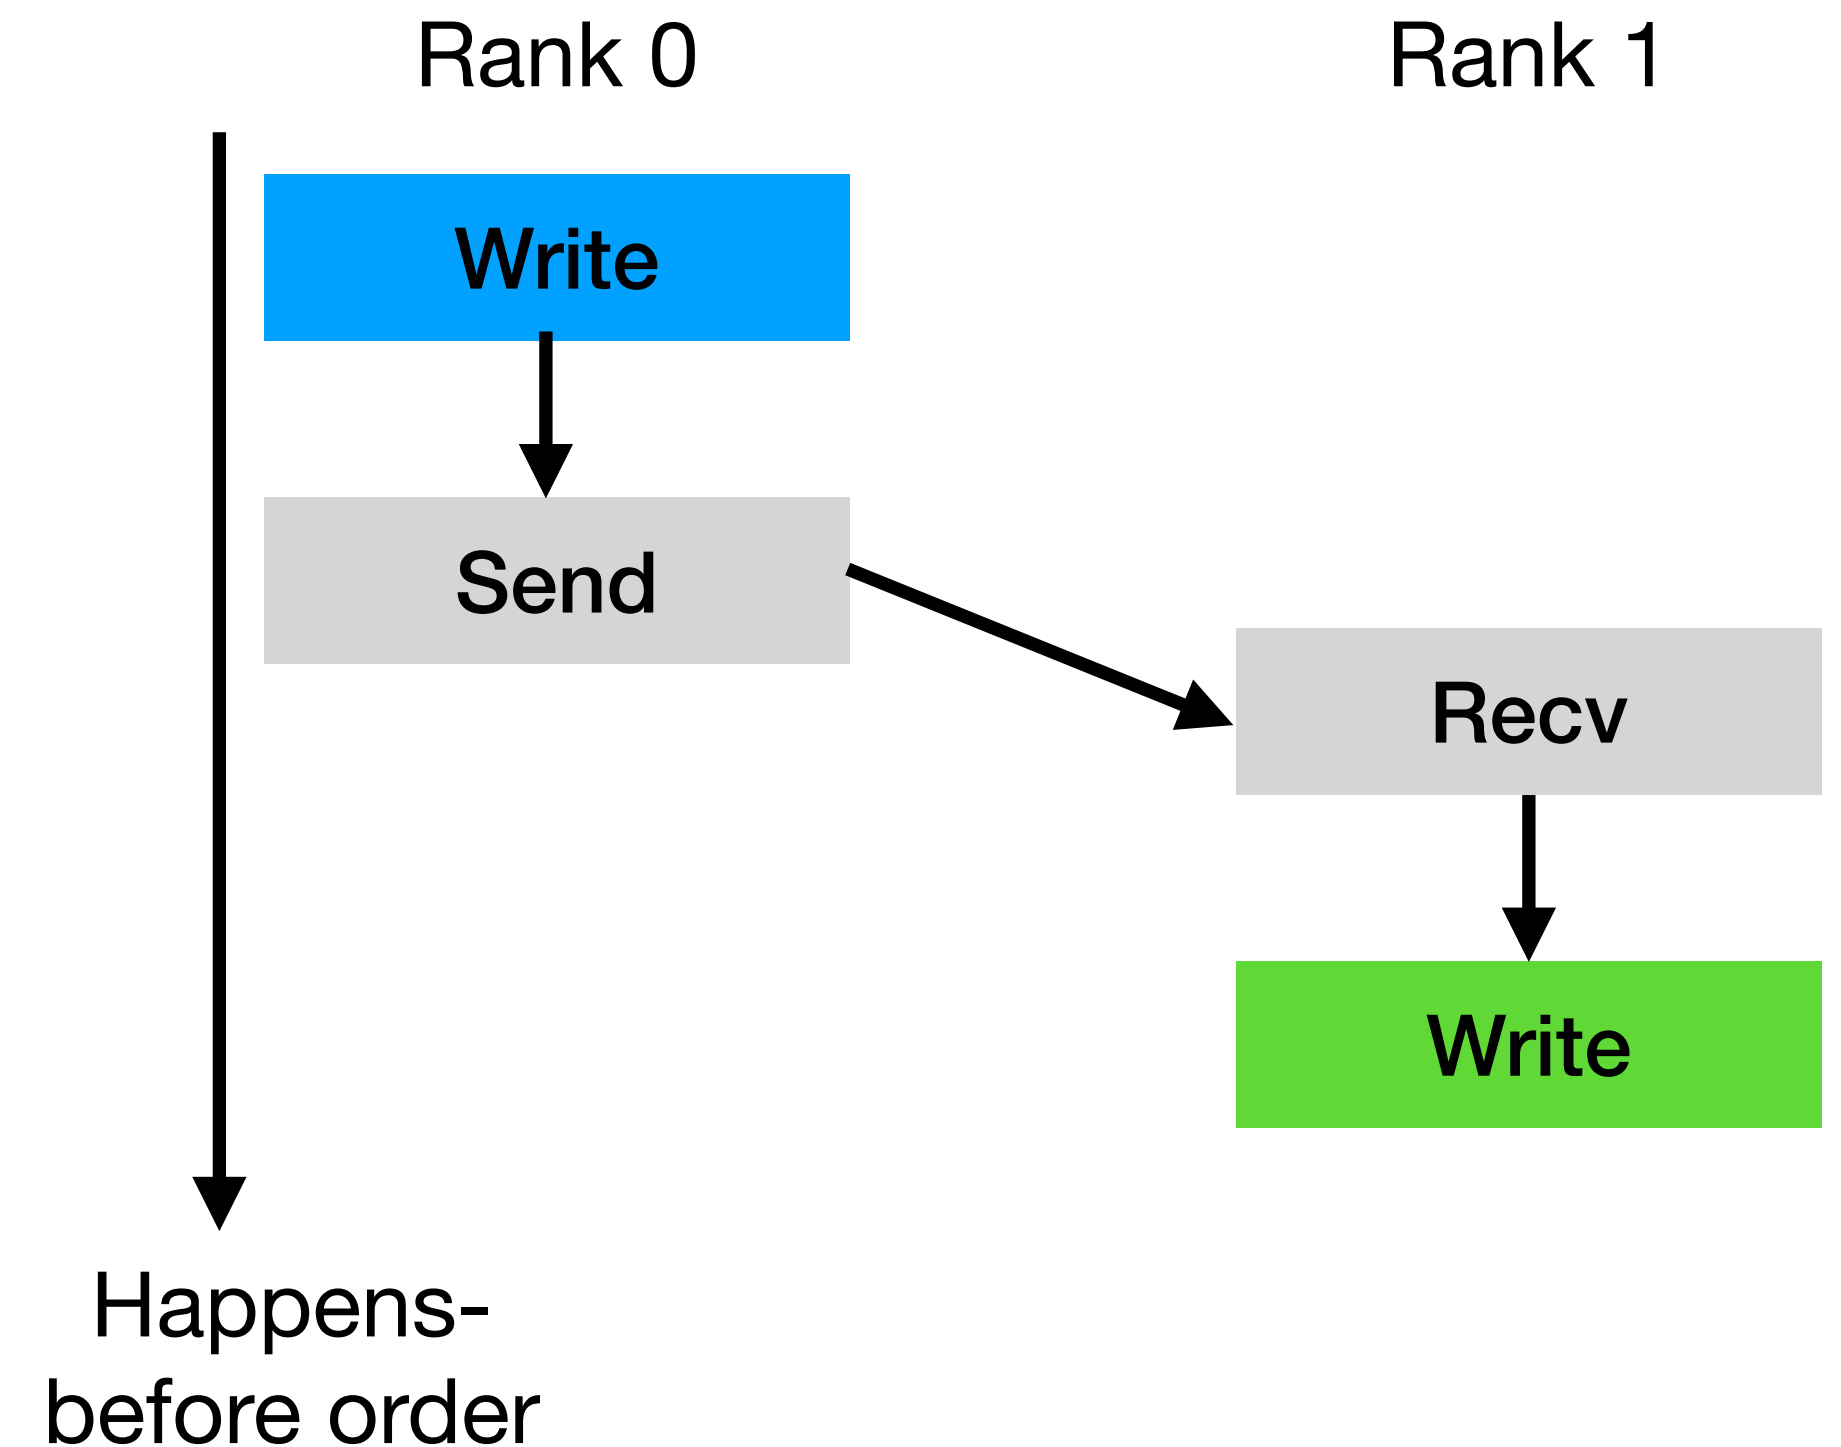 Rank 0
Rank 1
Write
Send
Recv
Write
Happens-
before order